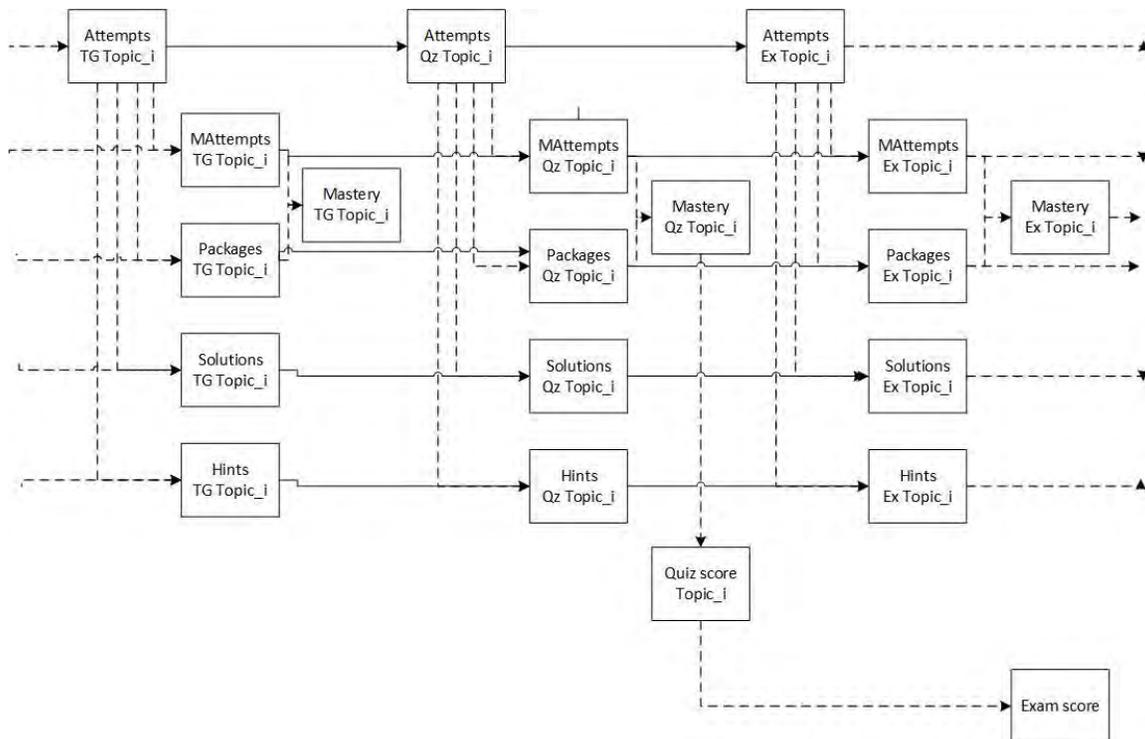 Attempts
TG Topic_i
Attempts
Qz Topic_i
Attempts
Ex Topic_i
MAttempts
TG Topic_i
MAttempts
Qz Topic_i
MAttempts
Ex Topic_i
Mastery
TG Topic_i
Mastery
Qz Topic_i
Mastery
Ex Topic_i
Packages
TG Topic_i
Packages
Qz Topic_i
Packages
Ex Topic_i
Solutions
TG Topic_i
Solutions
Qz Topic_i
Solutions
Ex Topic_i
Hints
TG Topic_i
Hints
Qz Topic_i
Hints
Ex Topic_i
Quiz score
Topic_i
Exam score